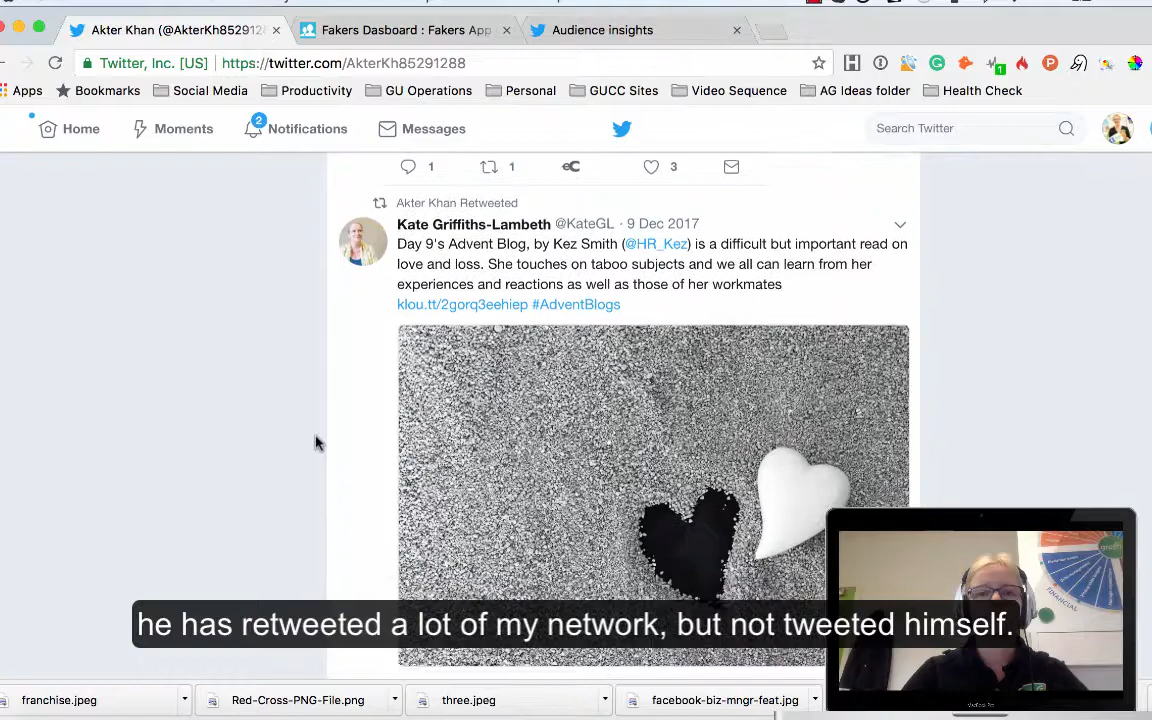 Akter Khan (@AkterKh8529128
Fakers Dasboard : Fakers App
Audience insights
Twitter, Inc. [US]
https://twitter.com/AkterKh85291288
1
Apps
Bookmarks
Social Media
Productivity
GU Operations
Personal
GUCC Sites
Video Sequence
AG Ideas folder
Health Check
Home
Moments
2
Notifications
Messages
Search Twitter
1
1
eC
3
Akter Khan Retweeted
Kate Griffiths-Lambeth @KateGL · 9 Dec 2017
Day 9's Advent Blog, by Kez Smith (@HR_Kez) is a difficult but important read on
love and loss. She touches on taboo subjects and we all can learn from her
experiences and reactions as well as those of her workmates
klou.tt/2gorq3eehiep #AdventBlogs
FINANCIAL
he has retweeted a lot of my network, but not tweeted himself.
franchise.jpeg
Red-Cross-PNG-File.png
three.jpeg
facebook-biz-mngr-feat.jpg